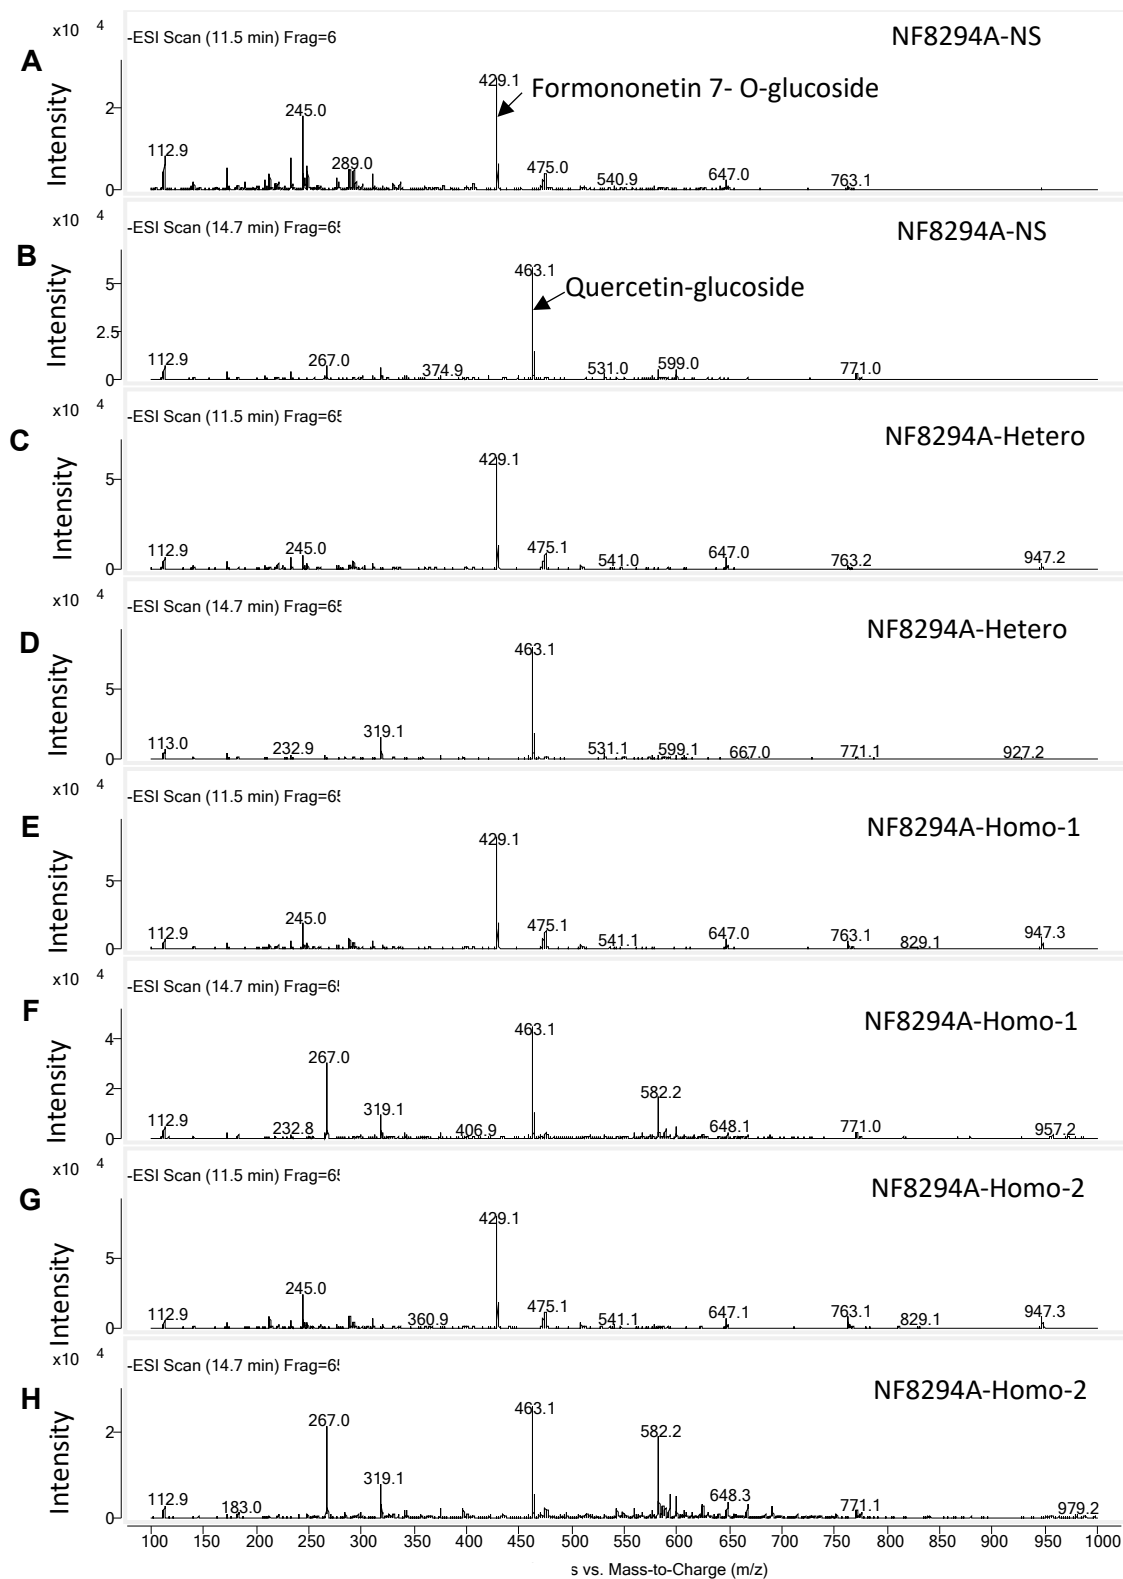 x10 4
-ESI Scan (11.5 min) Frag=6
NF8294A-NS
A
Intensity
2
0
112.9
245.0
289.0
429.1
Formononetin 7- O-glucoside
475.0
540.9
647.0
763.1
x10 4
-ESI Scan (14.7 min) Frag=65
NF8294A-NS
B
Intensity
5
2.5
0
112.9
267.0
374.9
463.1
Quercetin-glucoside
531.0
599.0
771.0
x10 4
-ESI Scan (11.5 min) Frag=65
NF8294A-Hetero
C
Intensity
5
0
112.9
245.0
429.1
475.1
541.0
647.0
763.2
947.2
x10 4
-ESI Scan (14.7 min) Frag=65
NF8294A-Hetero
D
Intensity
5
0
113.0
232.9
319.1
463.1
531.1
599.1
667.0
771.1
927.2
x10 4
-ESI Scan (11.5 min) Frag=65
NF8294A-Homo-1
E
Intensity
5
0
112.9
245.0
429.1
475.1
541.1
647.0
763.1
829.1
947.3
x10 4
-ESI Scan (14.7 min) Frag=65
NF8294A-Homo-1
F
Intensity
4
2
0
112.9
232.8
267.0
319.1
406.9
463.1
582.2
648.1
771.0
957.2
x10 4
-ESI Scan (11.5 min) Frag=65
NF8294A-Homo-2
G
Intensity
5
0
112.9
245.0
360.9
429.1
475.1
541.1
647.1
763.1
829.1
947.3
x10 4
-ESI Scan (14.7 min) Frag=65
NF8294A-Homo-2
H
Intensity
2
0
112.9
183.0
267.0
319.1
463.1
582.2
648.3
771.1
979.2
100 150 200 250 300 350 400 450 500 550 600 650 700 750 800 850 900 950 1000
s vs. Mass-to-Charge (m/z)